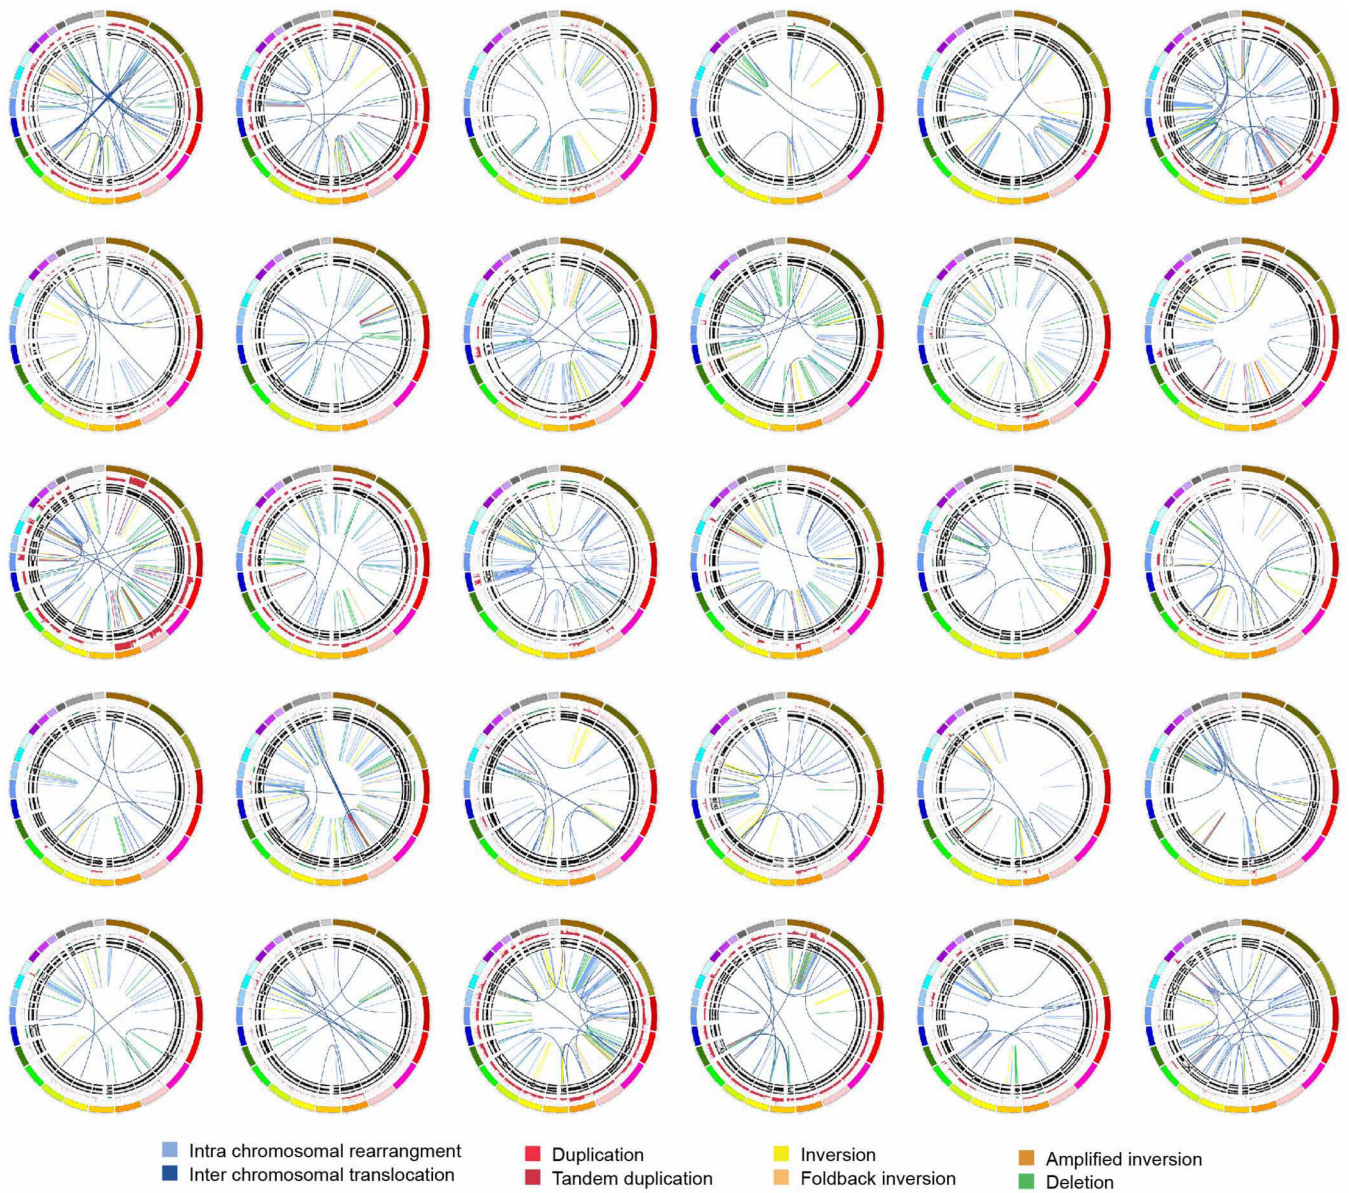 Intra chromosomal rearrangment
Inter chromosomal translocation
Duplication
Tandem duplication
Inversion
Foldback inversion
Amplified inversion
Deletion